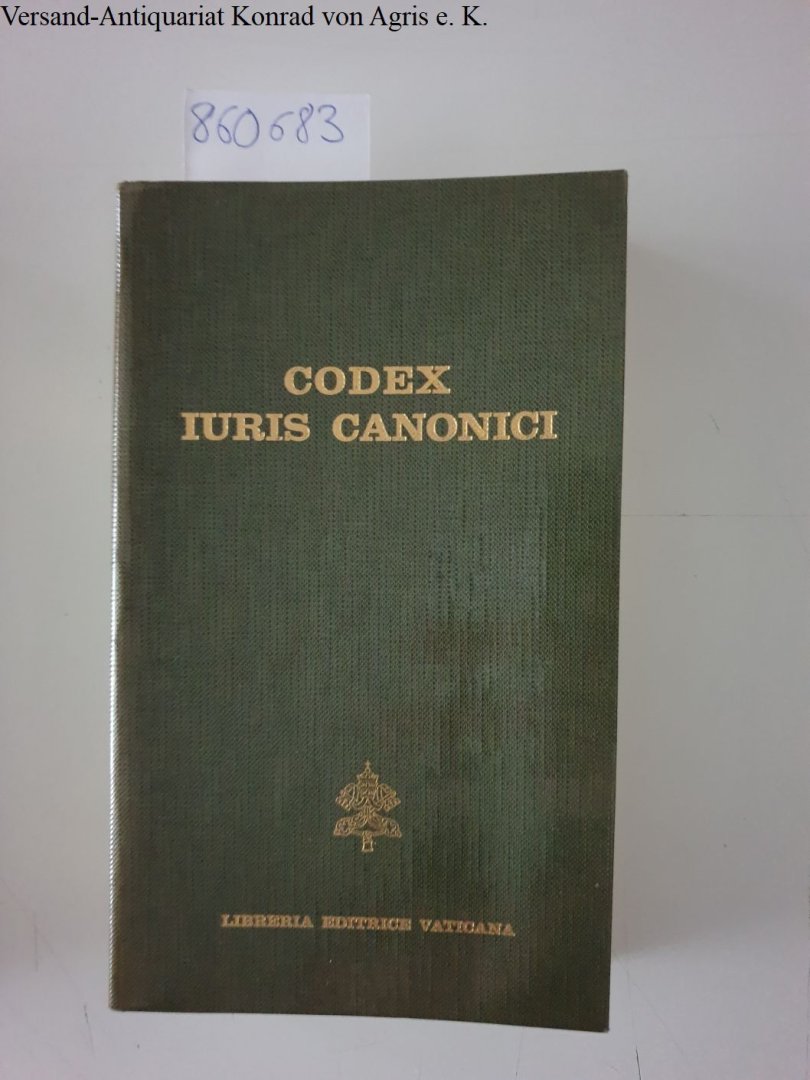 Versand-Antiquariat Konrad von Agris e. K.
860683
CODEX
IURIS CANONICI
LIBRERIA EDITRICE VATICANA